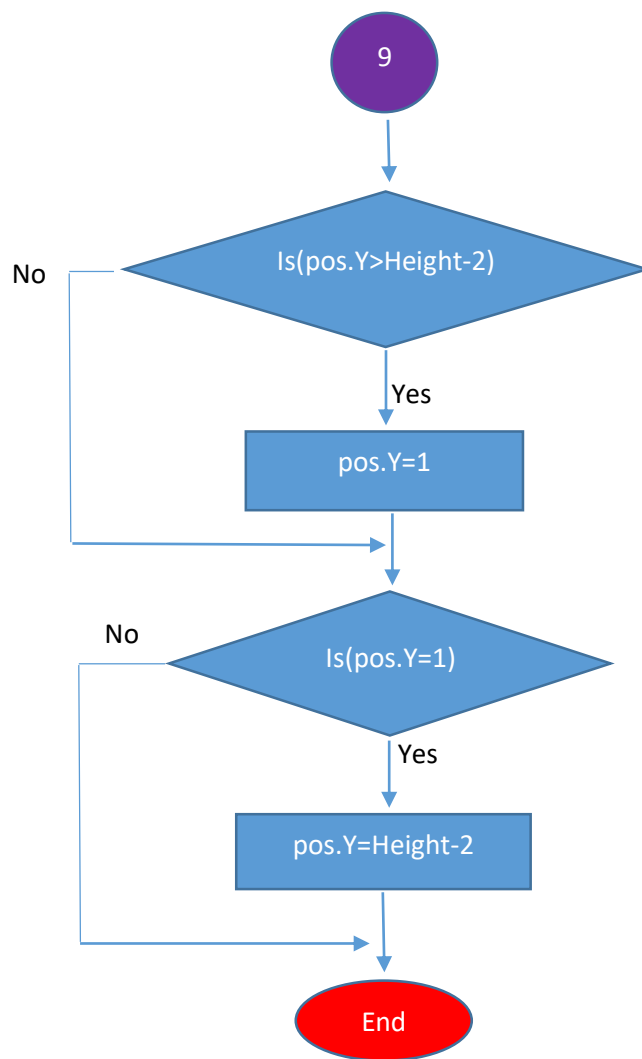 9
Is(pos.Y>Height-2)
No
Yes
pos.Y=1
No
Is(pos.Y=1)
Yes
pos.Y=Height-2
End